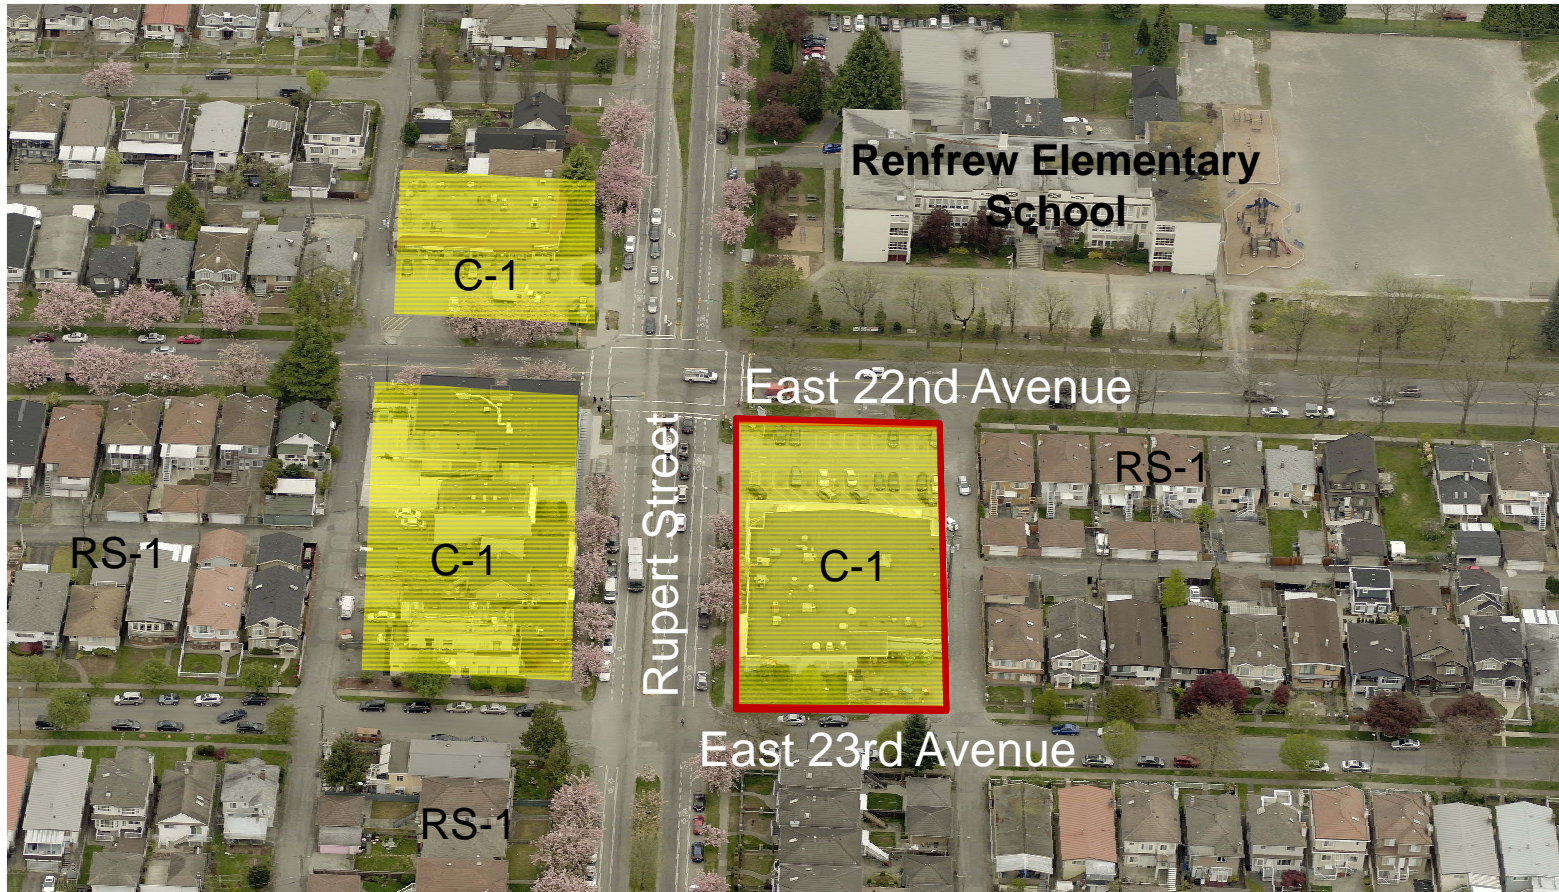 Renfrew Elementary
School
C-1
East 22nd Avenue
RS-1
Rupert Street
RS-1
C-1
C-1
East 23rd Avenue
RS-1